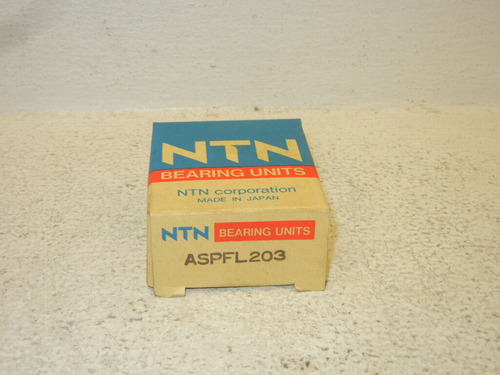 NTN
BEARING UNITS
NTN corporation
MADE IN JAPAN
NTN BEARING UNITS
ASPFL203